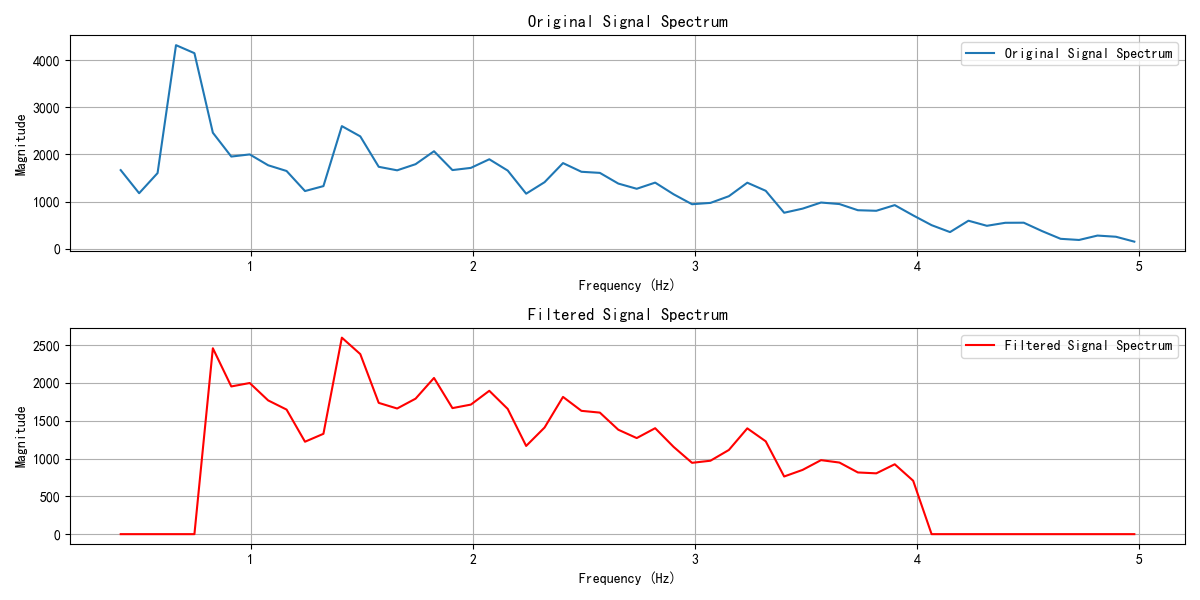 Original Signal Spectrum
Original Signal Spectrum
Magnitude
4000
3000
2000
1000
0
1 2 3 4 5
Frequency (Hz)
Filtered Signal Spectrum
Filtered Signal Spectrum
Magnitude
2500
2000
1500
1000
500
0
1 2 3 4 5
Frequency (Hz)